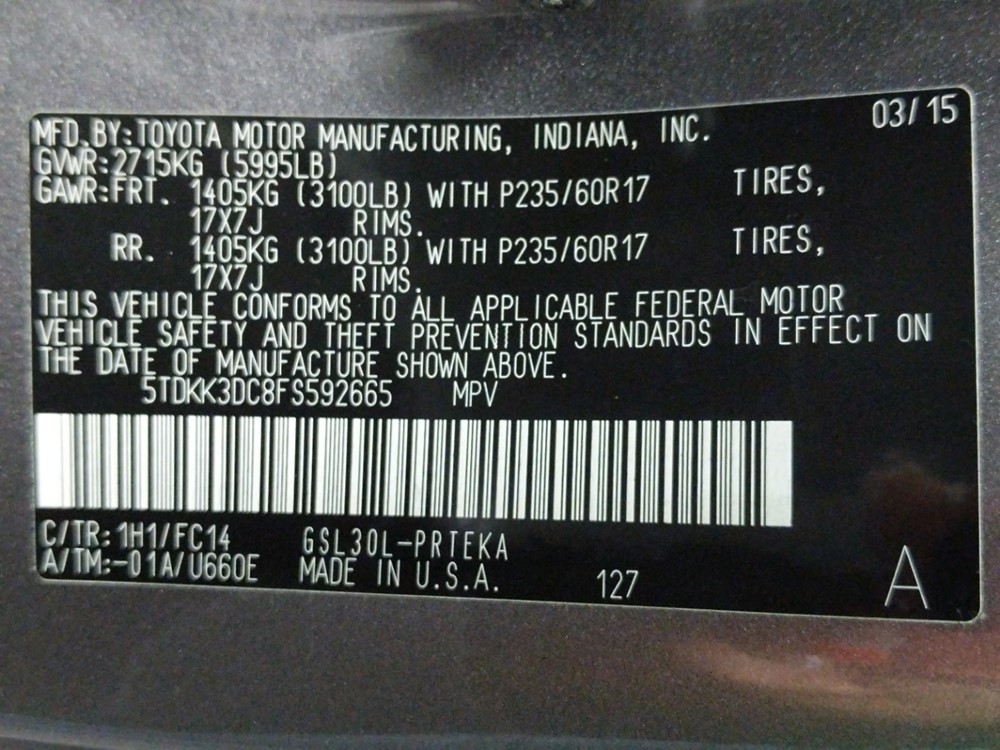 03/15
MFD.BY:TOYOTA MOTOR MANUFACTURING, INDIANA, INC.
GVWR:2715KG (5995LB)
GAWR:FRT. 1405KG (3100LB) WITH P235/60R17 TIRES,
17X7J RIMS.
RR. 1405KG (3100LB) WITH P235/60R17 TIRES,
17X7J RIMS.
THIS VEHICLE CONFORMS TO ALL APPLICABLE FEDERAL MOTOR
VEHICLE SAFETY AND THEFT PREVENTION STANDARDS IN EFFECT ON
THE DATE OF MANUFACTURE SHOWN ABOVE.
5TDKK3DC8FS592665 MPV
C/TR:1H1/FC14 GSL30L-PRTEKA
A/TM:-01A/U660E MADE IN U.S.A. 127 A